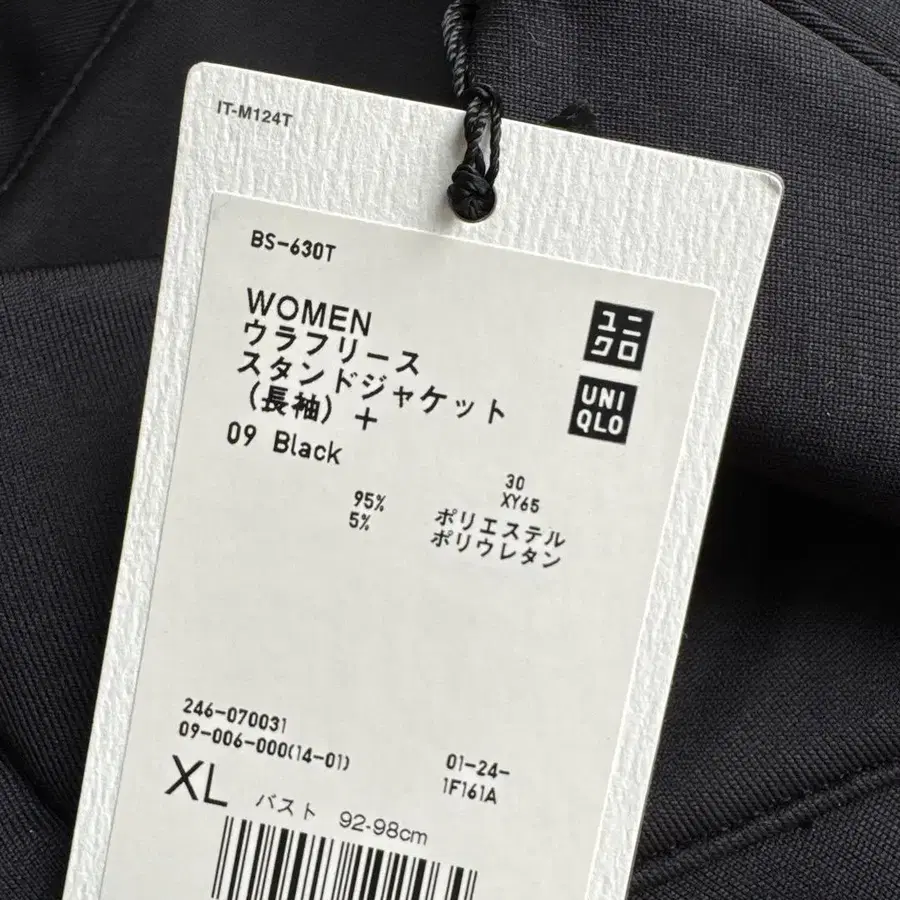 IT-M124T
BS-630T
WOMEN
ウラフリース
スタンドジャケット
(長袖) +
09 Black
ユニ
クロ
UNI
QLO
30
XY65
95% ポリエステル
5% ポリウレタン
246-070031
09-006-000(14-01)
01-24-
1F161A
XL バスト 92-98cm